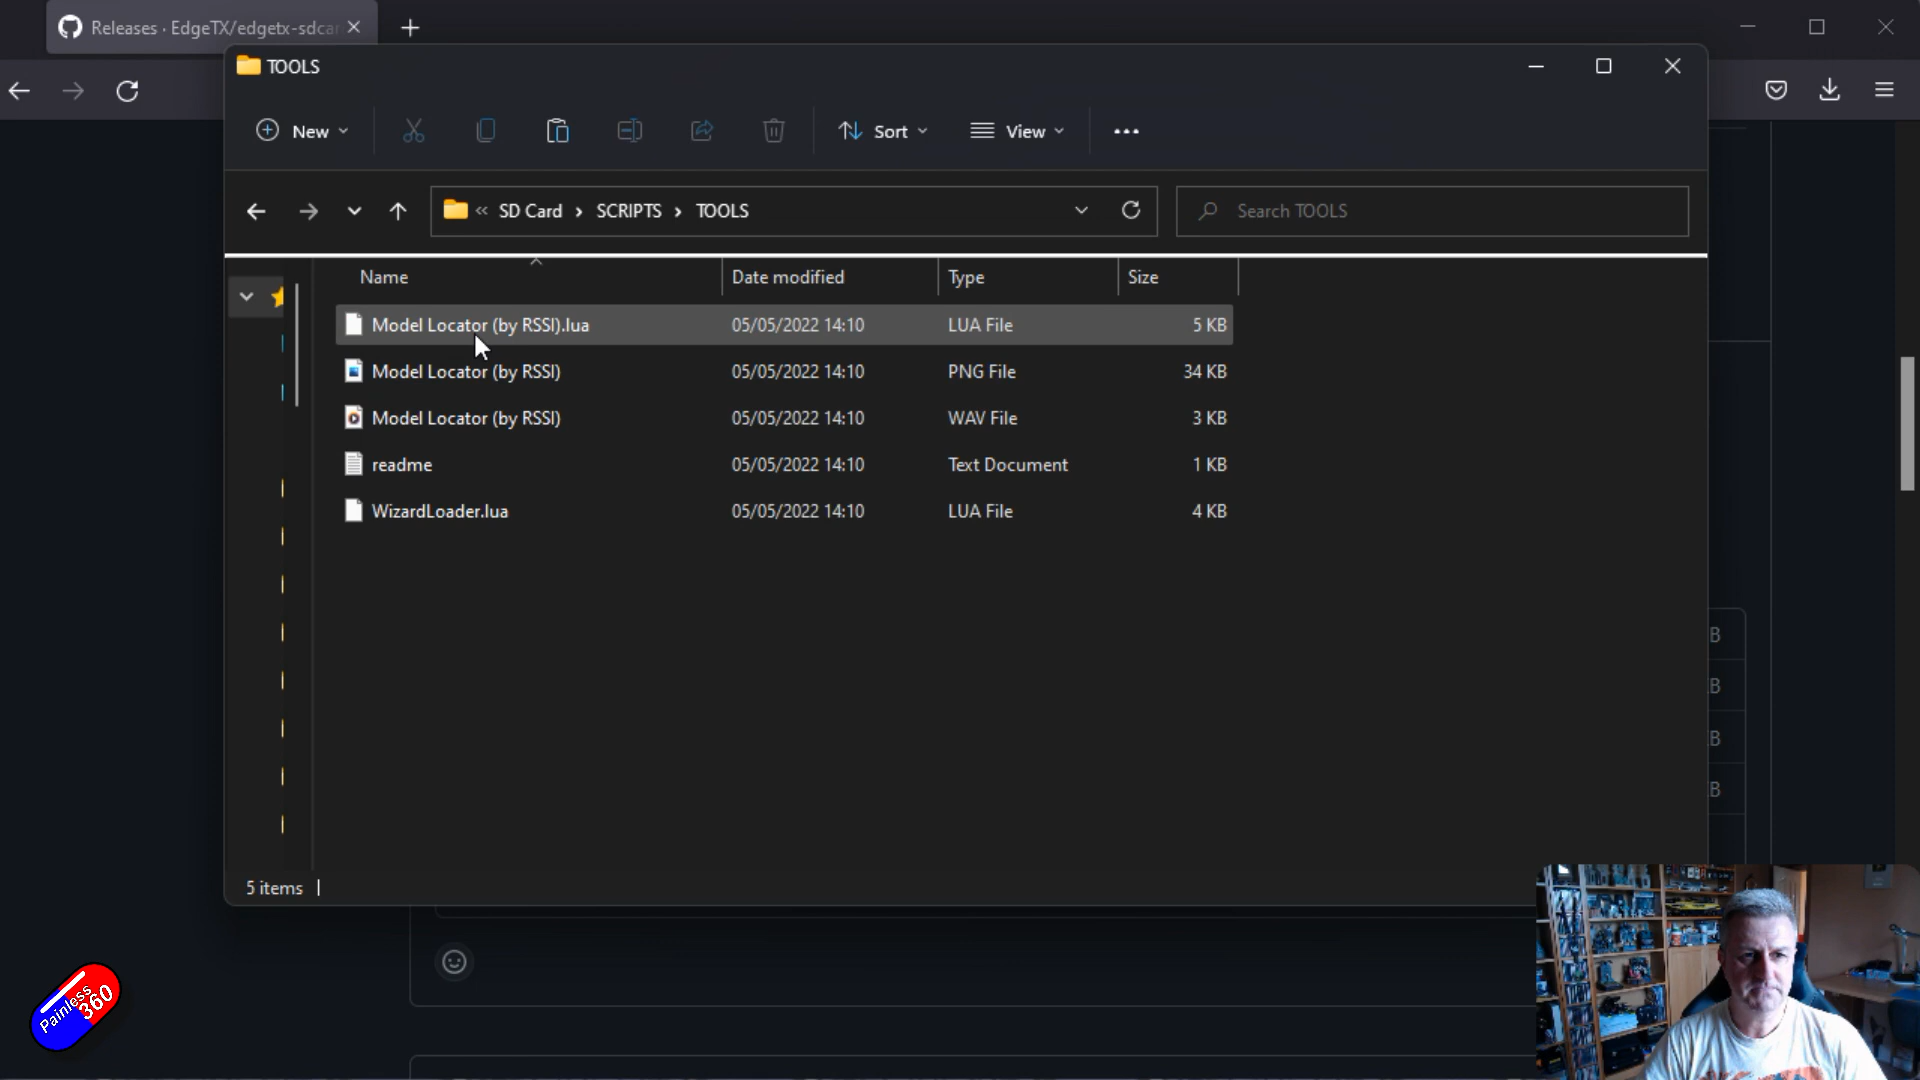 Releases · EdgeTX/edgetx-sdcar
TOOLS
New
Sort
View
« SD Card › SCRIPTS › TOOLS
Search TOOLS
Name Date modified Type Size
Model Locator (by RSSI).lua 05/05/2022 14:10 LUA File 5 KB
Model Locator (by RSSI) 05/05/2022 14:10 PNG File 34 KB
Model Locator (by RSSI) 05/05/2022 14:10 WAV File 3 KB
readme 05/05/2022 14:10 Text Document 1 KB
WizardLoader.lua 05/05/2022 14:10 LUA File 4 KB
B
B
B
B
5 items
Painless
360